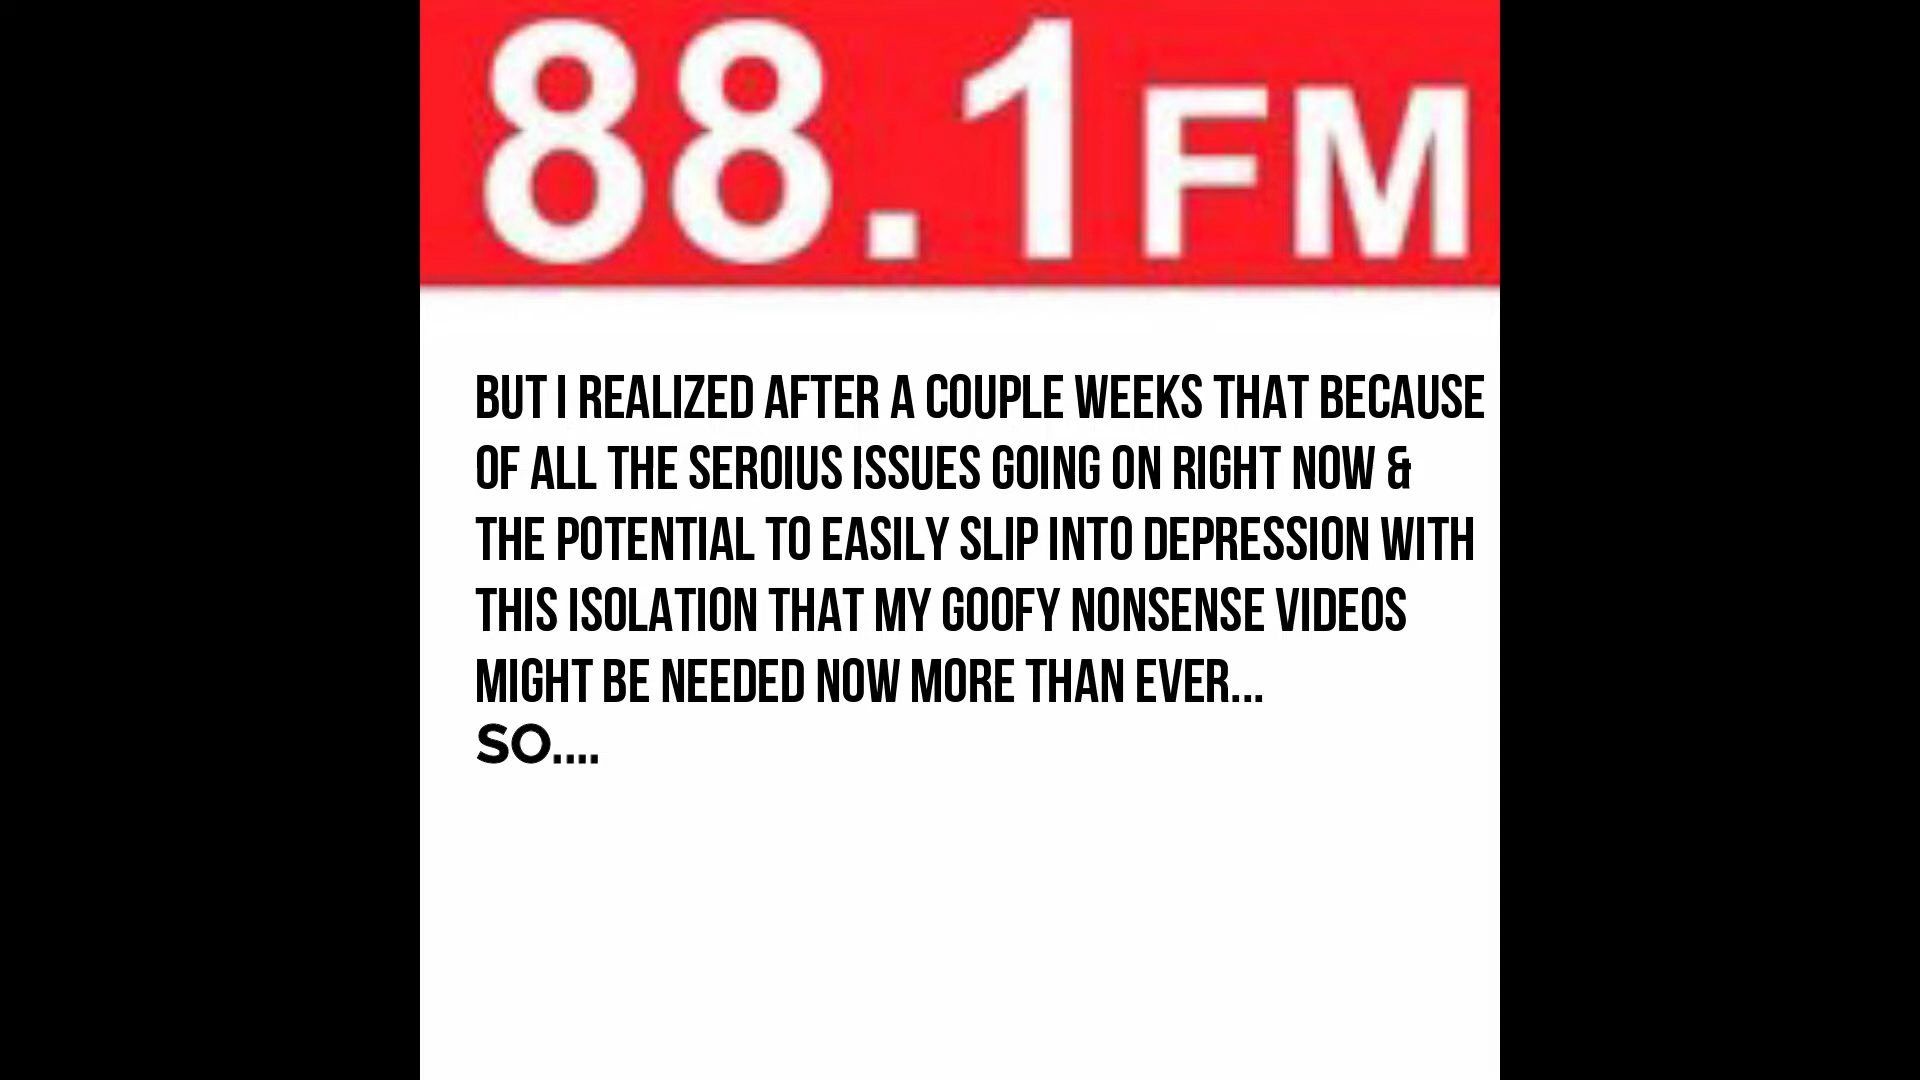 88.1 FM
BUT I REALIZED AFTER A COUPLE WEEKS THAT BECAUSE
OF ALL THE SEROIUS ISSUES GOING ON RIGHT NOW &
THE POTENTIAL TO EASILY SLIP INTO DEPRESSION WITH
THIS ISOLATION THAT MY GOOFY NONSENSE VIDEOS
MIGHT BE NEEDED NOW MORE THAN EVER...
SO....